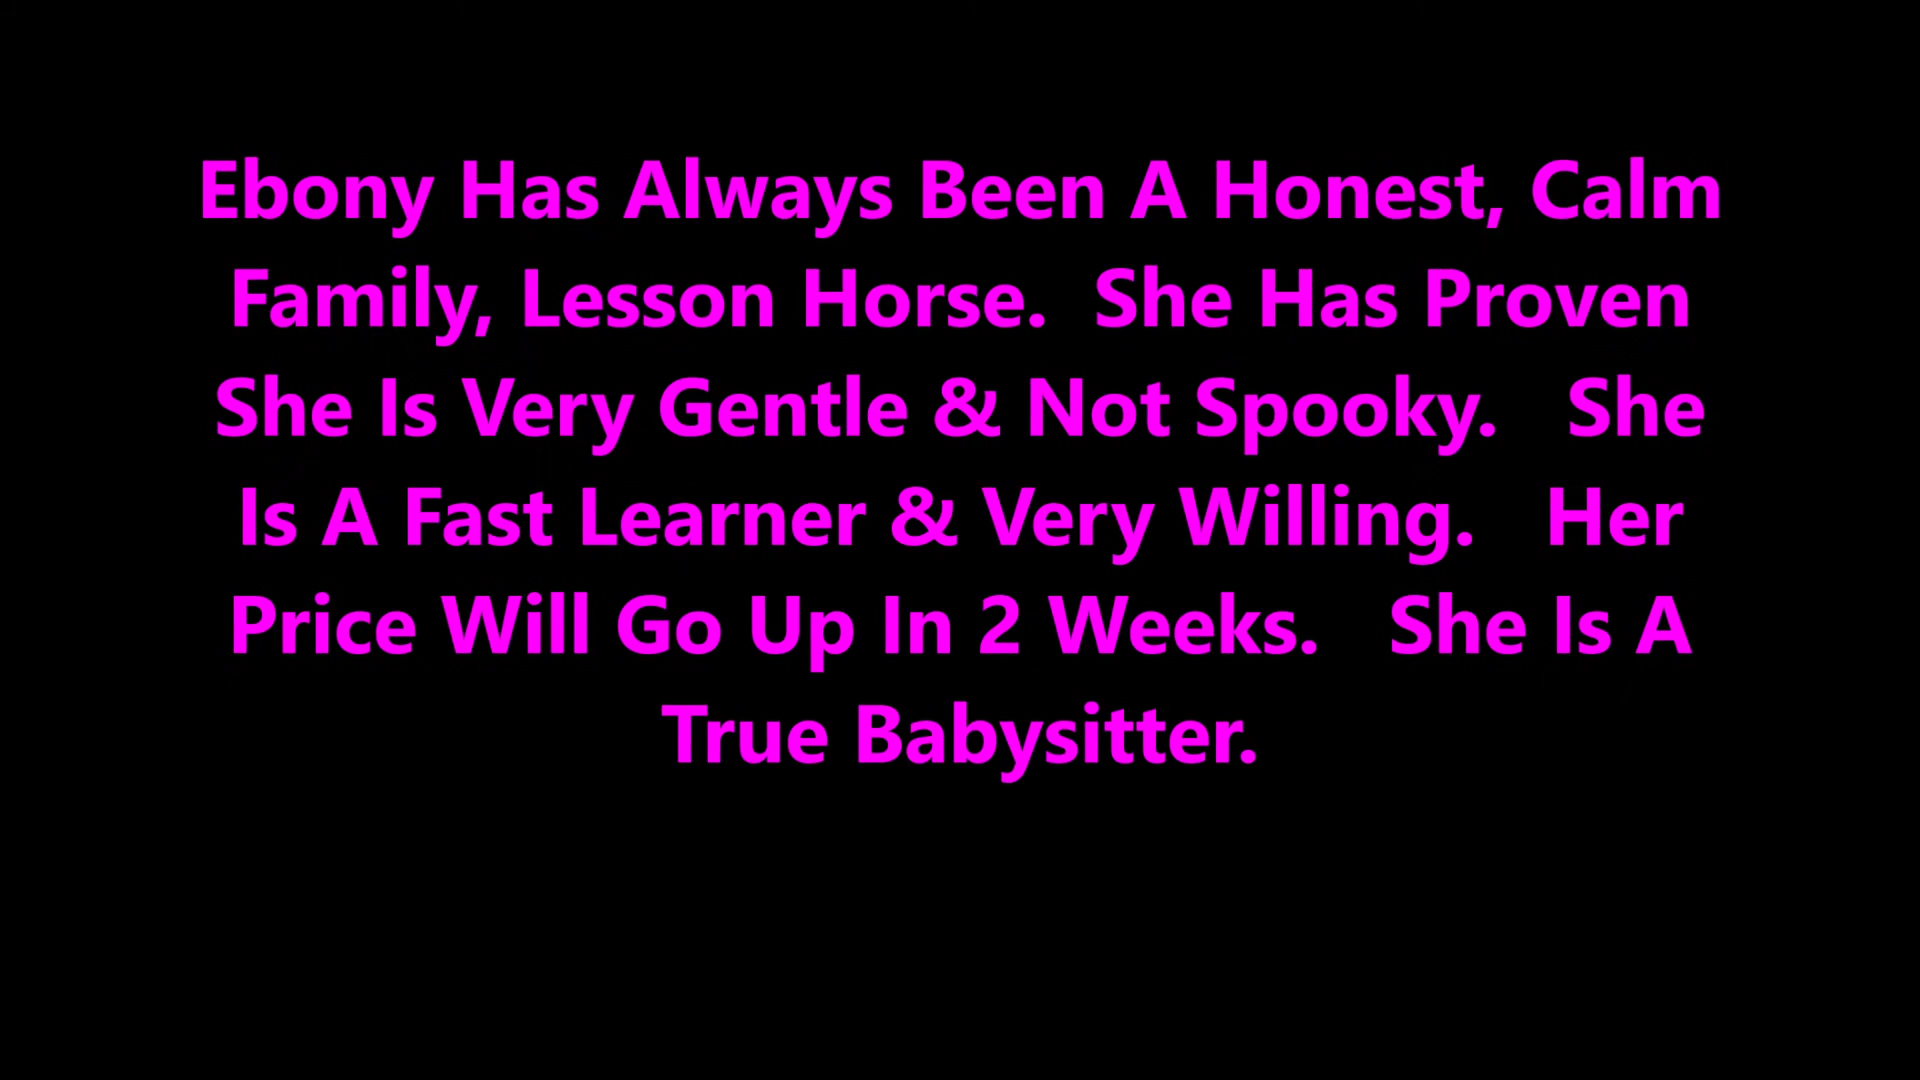 Ebony Has Always Been A Honest, Calm
Family, Lesson Horse.  She Has Proven
She Is Very Gentle & Not Spooky.   She
Is A Fast Learner & Very Willing.   Her
Price Will Go Up In 2 Weeks.   She Is A
True Babysitter.